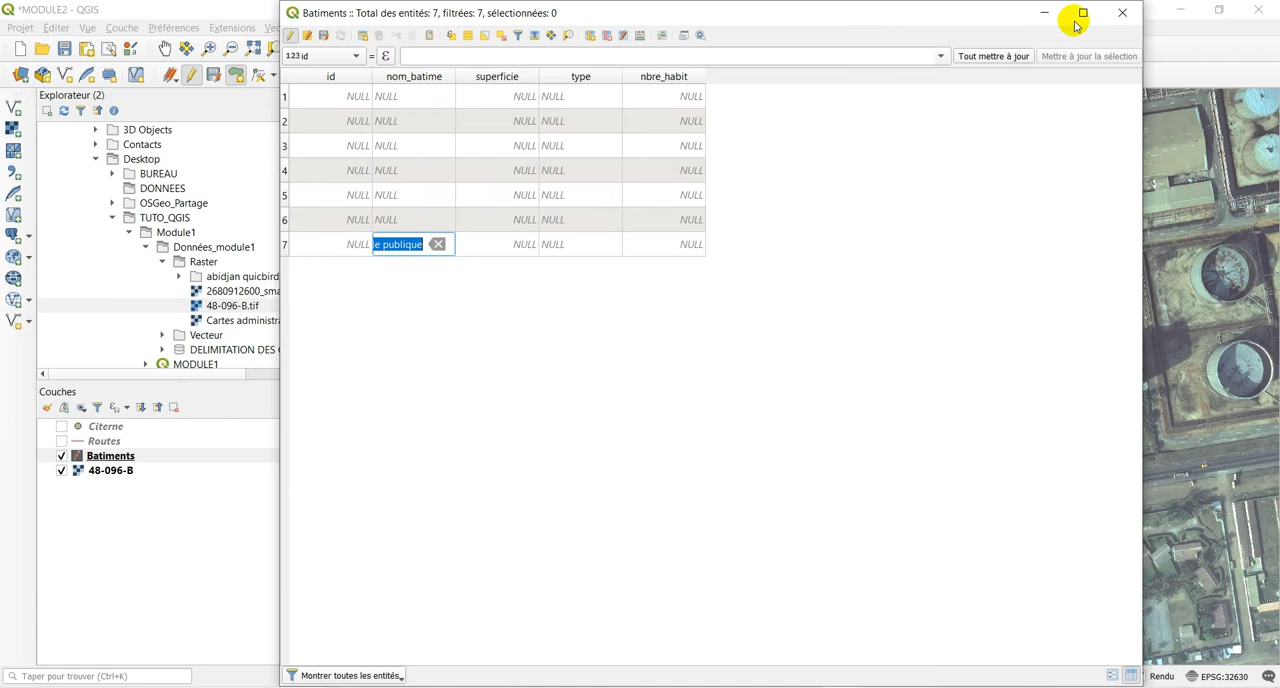 *MODULE2 - QGIS
Batiments :: Total des entités: 7, filtrées: 7, sélectionnées: 0
Projet Éditer Vue Couche Préférences Extensions Vec
123 id = ε Tout mettre à jour Mettre à jour la sélection
id nom_batime superficie type nbre_habit
1 NULL NULL NULL NULL NULL
2 NULL NULL NULL NULL NULL
3 NULL NULL NULL NULL NULL
4 NULL NULL NULL NULL NULL
5 NULL NULL NULL NULL NULL
6 NULL NULL NULL NULL NULL
7 NULL e publique NULL NULL NULL
Explorateur (2)
3D Objects
Contacts
Desktop
BUREAU
DONNEES
OSGeo_Partage
TUTO_QGIS
Module1
Données_module1
Raster
abidjan quicbird
2680912600_sma
48-096-B.tif
Cartes administra
Vecteur
DELIMITATION DES
MODULE1
Couches
Citerne
Routes
Batiments
48-096-B
Taper pour trouver (Ctrl+K)
Montrer toutes les entités
Rendu EPSG:32630